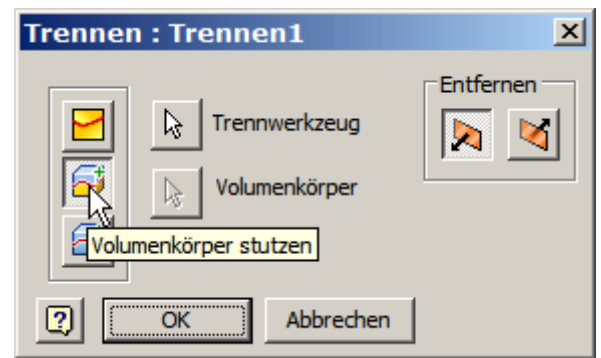 Trennen : Trennen1
Entfernen
Trennwerkzeug
Volumenkörper
Volumenkörper stutzen
OK
Abbrechen